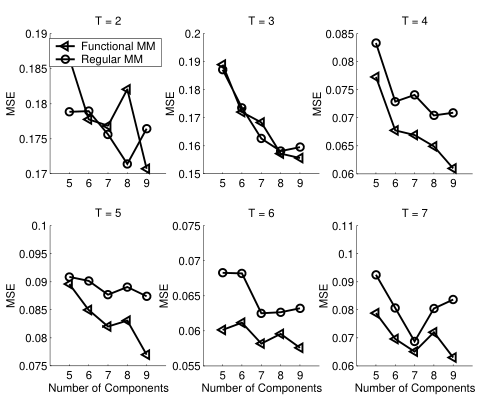 T = 2
T = 3
T = 4
0.19
0.185
0.18
0.175
0.17
MSE
Functional MM
Regular MM
5 6 7 8 9
0.2
0.19
0.18
0.17
0.16
0.15
MSE
5 6 7 8 9
0.085
0.08
0.075
0.07
0.065
0.06
MSE
5 6 7 8 9
T = 5
T = 6
T = 7
0.1
0.095
0.09
0.085
0.08
0.075
MSE
5 6 7 8 9
Number of Components
0.075
0.07
0.065
0.06
0.055
MSE
5 6 7 8 9
Number of Components
0.11
0.1
0.09
0.08
0.07
0.06
MSE
5 6 7 8 9
Number of Components